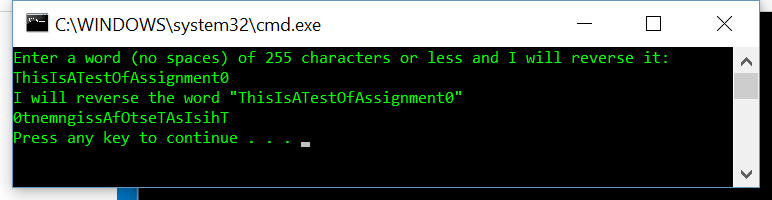 C:\WINDOWS\system32\cmd.exe
Enter a word (no spaces) of 255 characters or less and I will reverse it:
ThisIsATestOfAssignment0
I will reverse the word "ThisIsATestOfAssignment0"
0tnemngissAfOtseTAsIsihT
Press any key to continue . . .